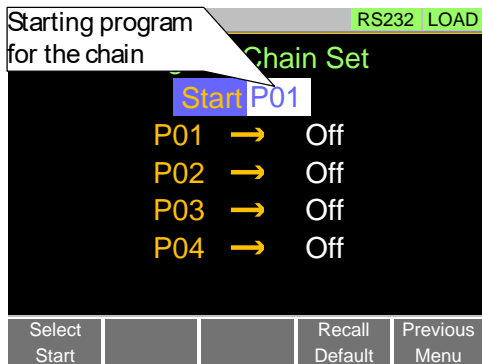 Starting program
for the chain
RS232 LOAD
Chain Set
Start P01
P01 → Off
P02 → Off
P03 → Off
P04 → Off
Select Start
Recall Default
Previous Menu